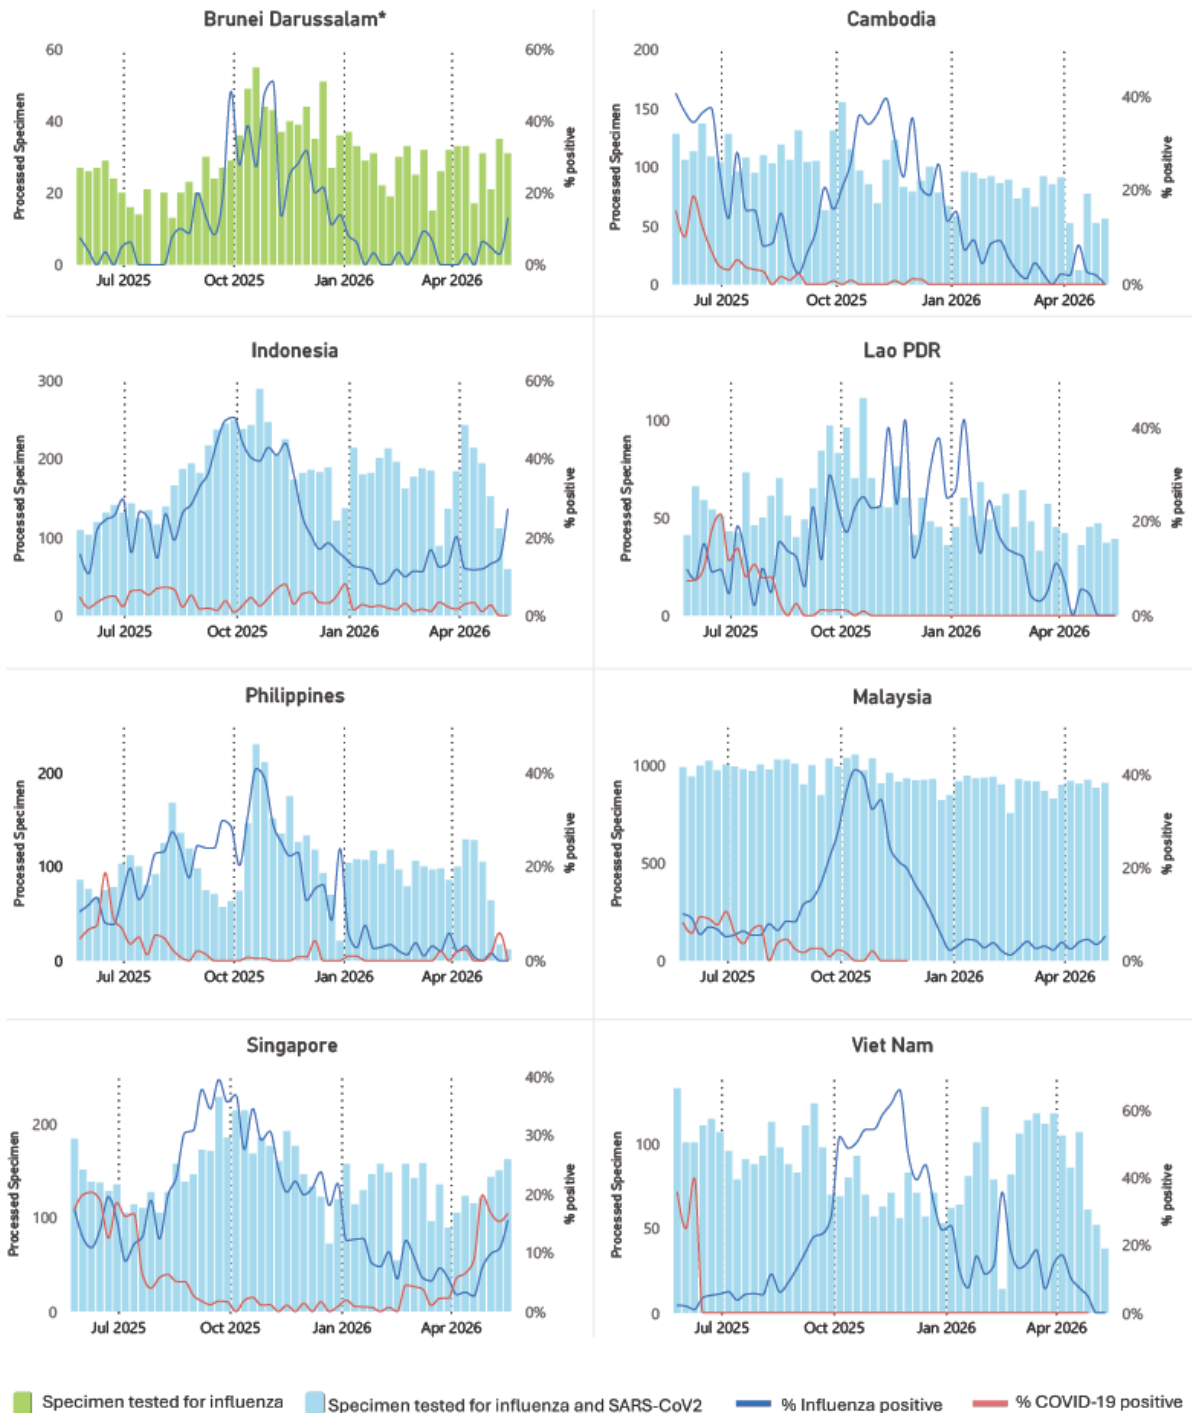 Brunei Darussalam*
Processed Specimen
60
40
20
0
60%
40%
20%
0%
% positive
Jul 2025 Oct 2025 Jan 2026 Apr 2026
Cambodia
Processed Specimen
200
150
100
50
0
40%
20%
0%
% positive
Jul 2025 Oct 2025 Jan 2026 Apr 2026
Indonesia
Processed Specimen
300
200
100
0
60%
40%
20%
0%
% positive
Jul 2025 Oct 2025 Jan 2026 Apr 2026
Lao PDR
Processed Specimen
100
50
0
40%
20%
0%
% positive
Jul 2025 Oct 2025 Jan 2026 Apr 2026
Philippines
Processed Specimen
200
100
0
40%
20%
0%
% positive
Jul 2025 Oct 2025 Jan 2026 Apr 2026
Malaysia
Processed Specimen
1000
500
0
40%
20%
0%
% positive
Jul 2025 Oct 2025 Jan 2026 Apr 2026
Singapore
Processed Specimen
200
100
0
40%
30%
20%
10%
0%
% positive
Jul 2025 Oct 2025 Jan 2026 Apr 2026
Viet Nam
Processed Specimen
100
50
0
60%
40%
20%
0%
% positive
Jul 2025 Oct 2025 Jan 2026 Apr 2026
Specimen tested for influenza
Specimen tested for influenza and SARS-CoV2
% Influenza positive
% COVID-19 positive